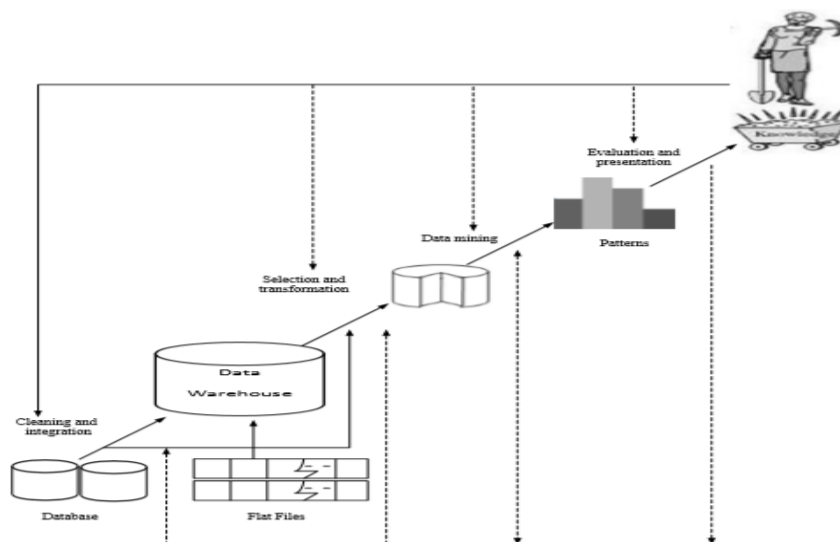 Knowledge
Evaluation and
presentation
Patterns
Data mining
Selection and
transformation
Data
Warehouse
Cleaning and
integration
Database
Flat Files